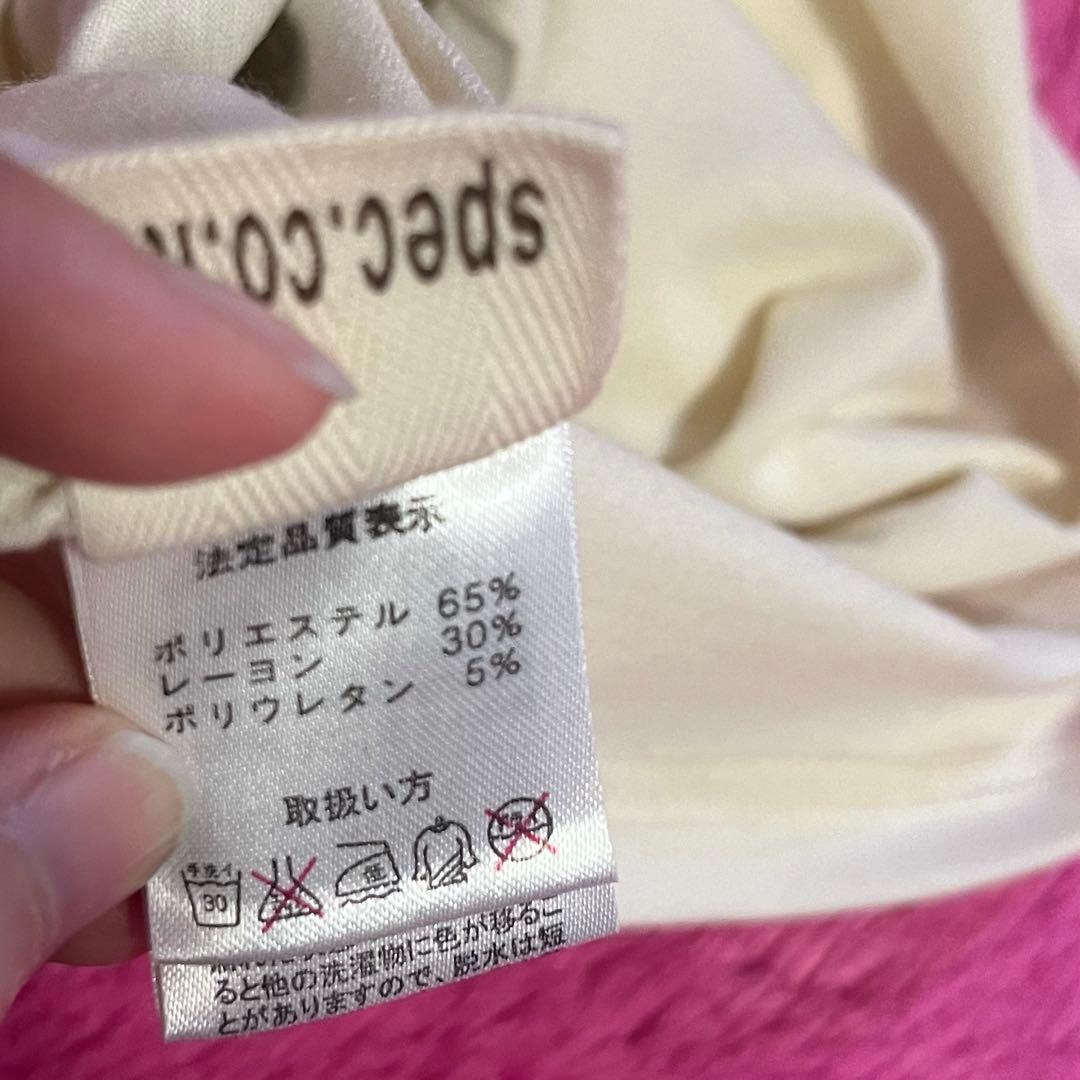 spec.co.
法定品質表示
ポリエステル 65%
レーヨン 30%
ポリウレタン 5%
取扱い方
手洗イ
30
低
ドライ
ると他の洗濯物に色が移るこ
とがありますので、脱水は短